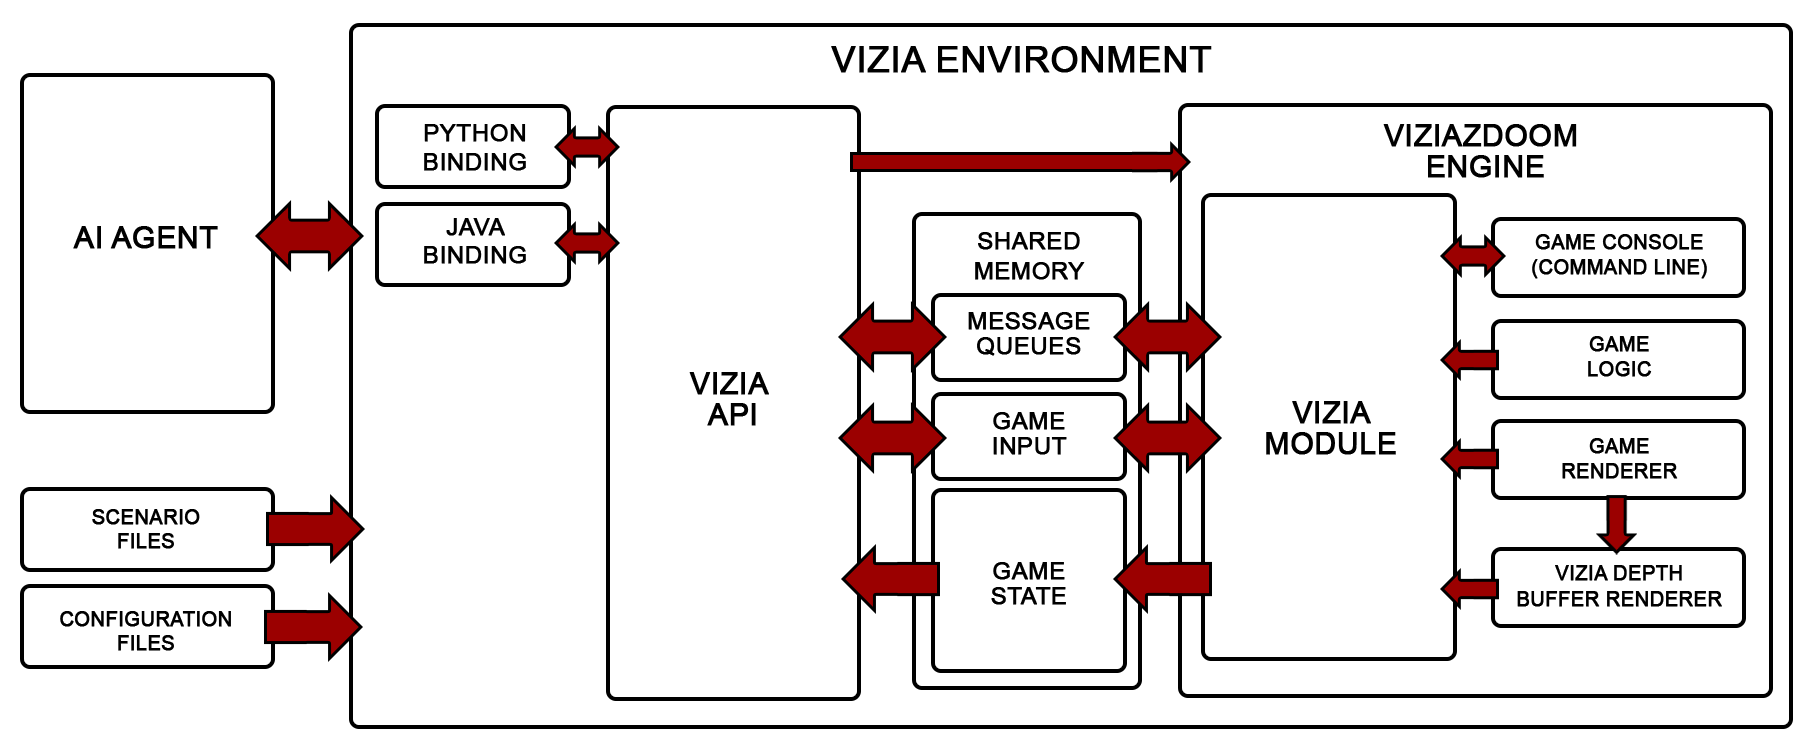 VIZIA ENVIRONMENT
AI AGENT
SCENARIO
FILES
CONFIGURATION
FILES
PYTHON
BINDING
JAVA
BINDING
VIZIA
API
SHARED
MEMORY
MESSAGE
QUEUES
GAME
INPUT
GAME
STATE
VIZIAZDOOM
ENGINE
VIZIA
MODULE
GAME CONSOLE
(COMMAND LINE)
GAME
LOGIC
GAME
RENDERER
VIZIA DEPTH
BUFFER RENDERER